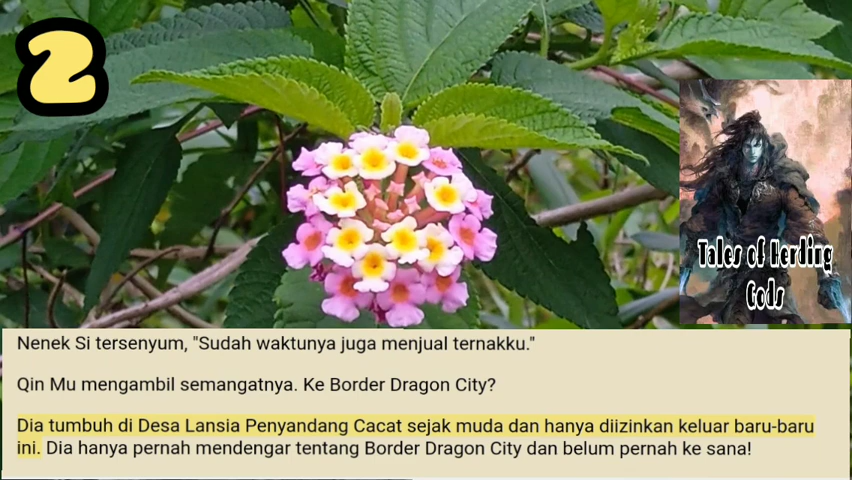 2
Tales of Herding
Gods
Nenek Si tersenyum, "Sudah waktunya juga menjual ternakku."
Qin Mu mengambil semangatnya. Ke Border Dragon City?
Dia tumbuh di Desa Lansia Penyandang Cacat sejak muda dan hanya diizinkan keluar baru-baru
ini. Dia hanya pernah mendengar tentang Border Dragon City dan belum pernah ke sana!